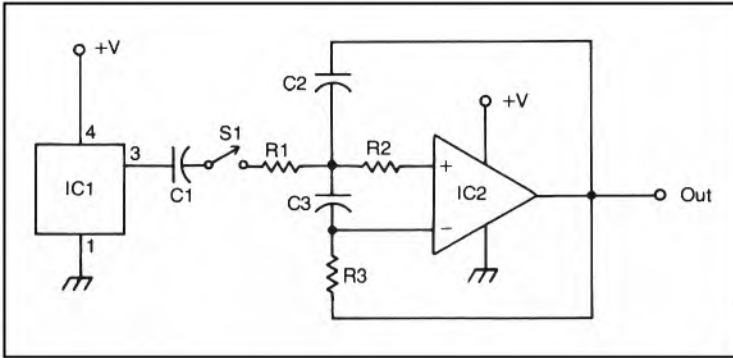 +V
4
IC1
3
1
C1
S1
R1
C2
R2
C3
R3
+V
+
IC2
−
Out